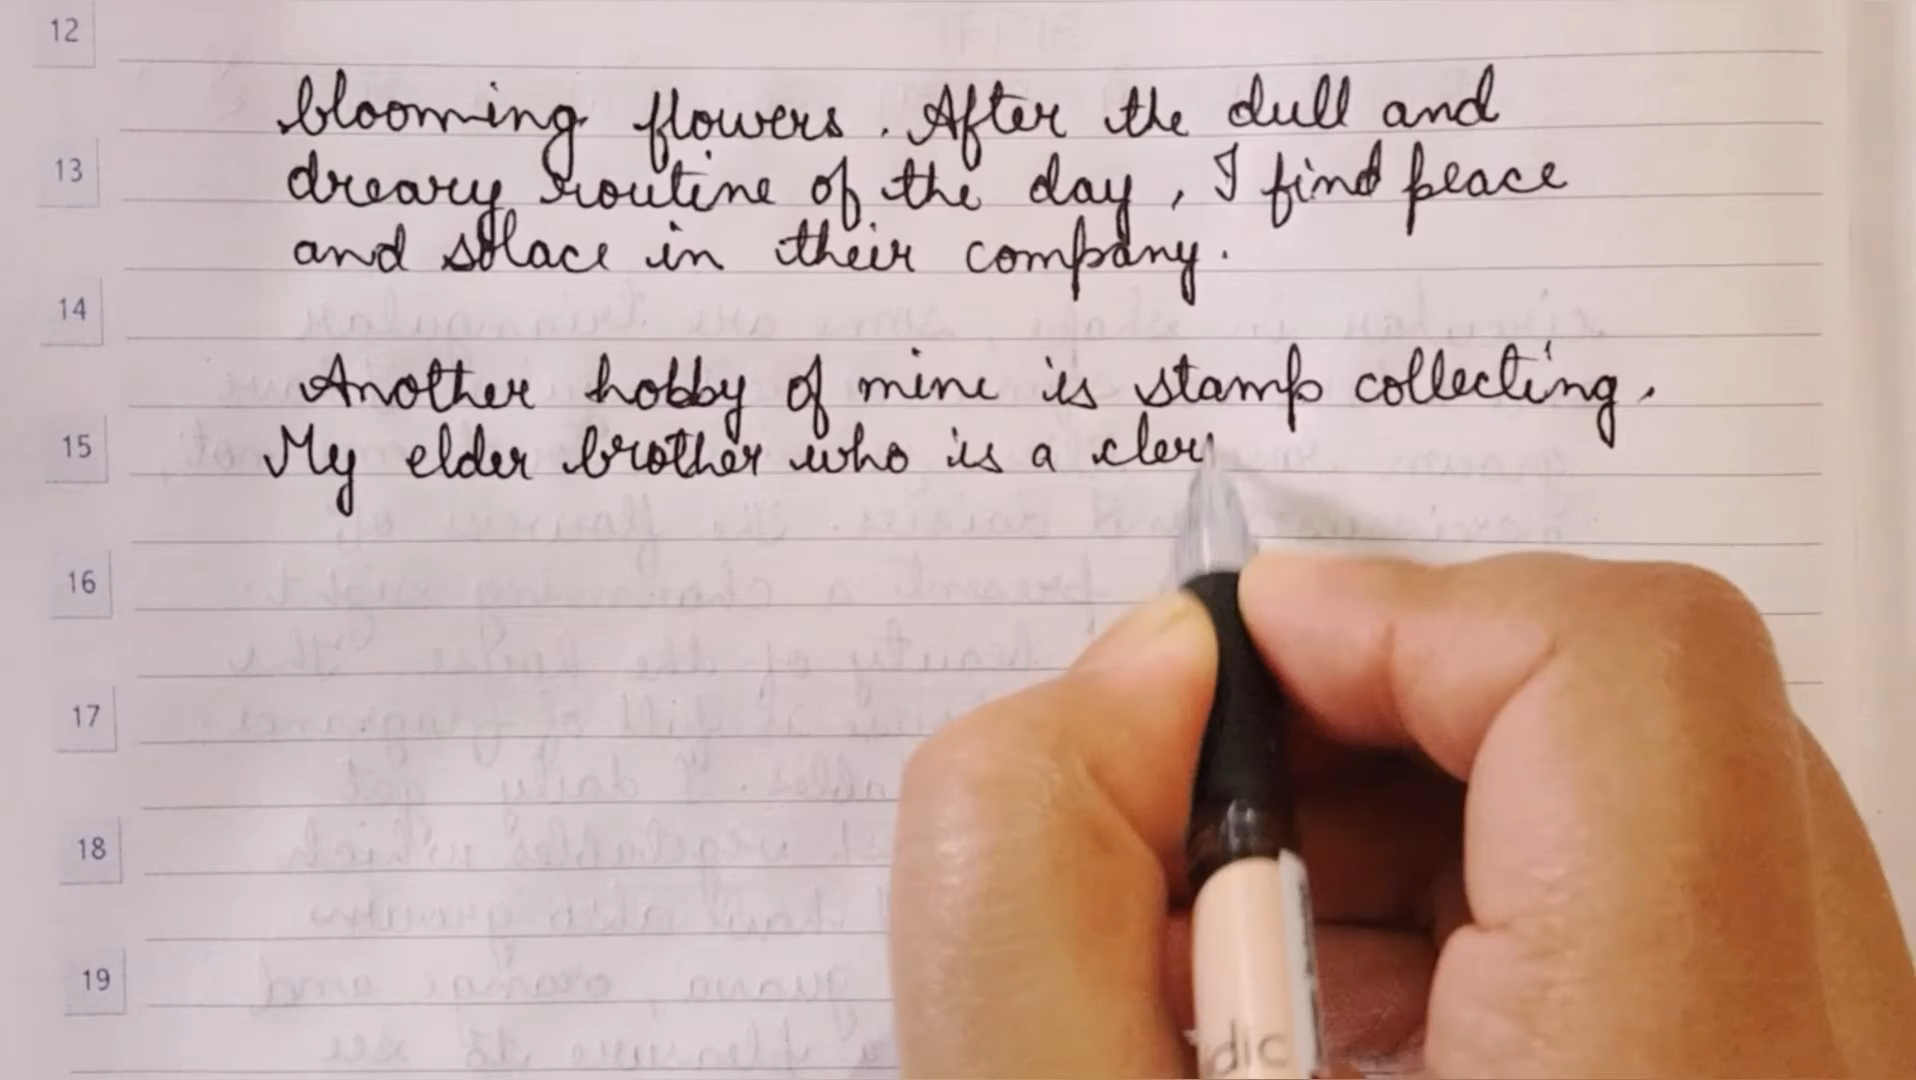 12
blooming flowers. After the dull and
13
dreary routine of the day, I find peace
and solace in their company.
14
Another hobby of mine is stamp collecting.
15
My elder brother who is a cler
16
17
18
19
dic